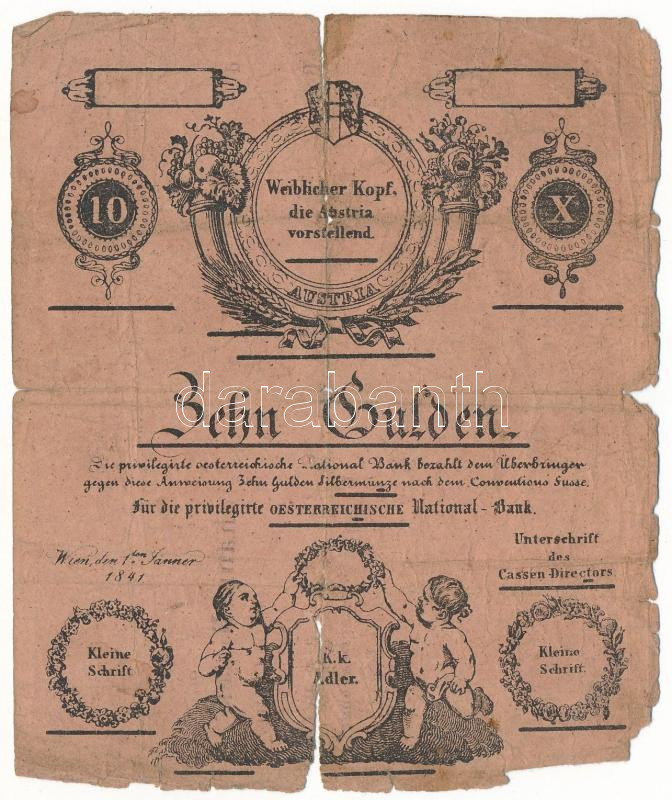 10
Weiblicher Kopf,
die Austria
vorstellend.
X
AUSTRIA
Zehn Gulden.
Die privilegirte oesterreichische National Bank bezahlt dem Überbringer
gegen diese Anweisung Zehn Gulden Silbermünze nach dem Conventions Fusse.
Für die privilegirte OESTERREICHISCHE National-Bank.
Wien, den 1ten Janner
1841
Unterschrift
des
Cassen-Directors
Kleine
Schrift
K. k.
Adler.
Kleine
Schrift.
darabanth